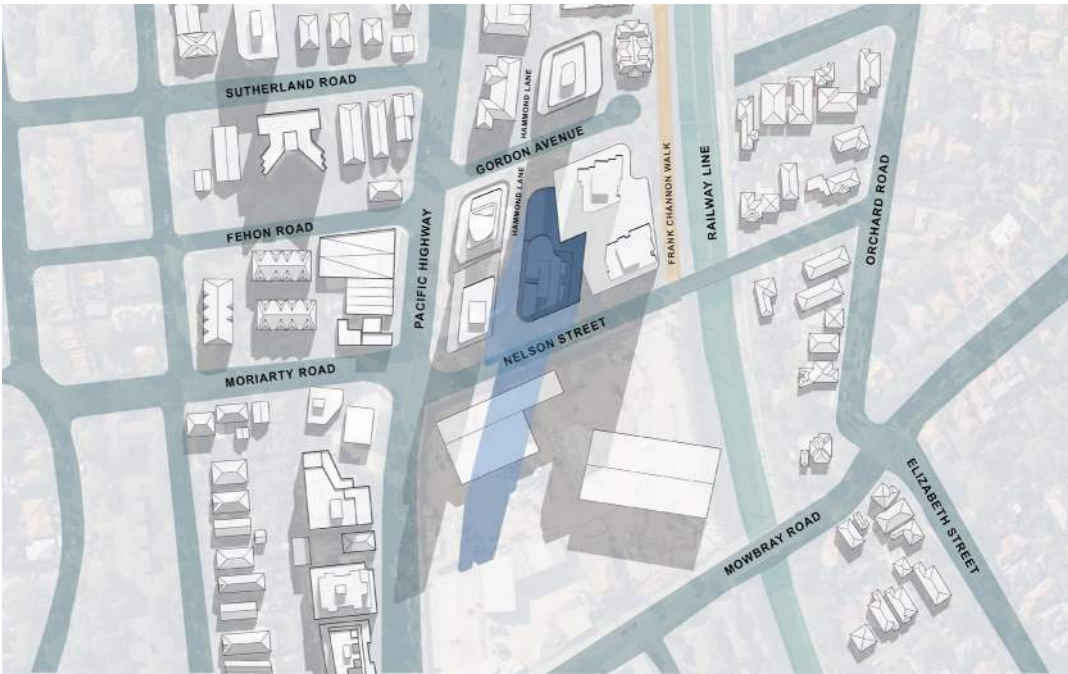 SUTHERLAND ROAD
HAMMOND LANE
GORDON AVENUE
FRANK CHANNON WALK
RAILWAY LINE
ORCHARD ROAD
HAMMOND LANE
PACIFIC HIGHWAY
FEHON ROAD
NELSON STREET
MORIARTY ROAD
MOWBRAY ROAD
ELIZABETH STREET